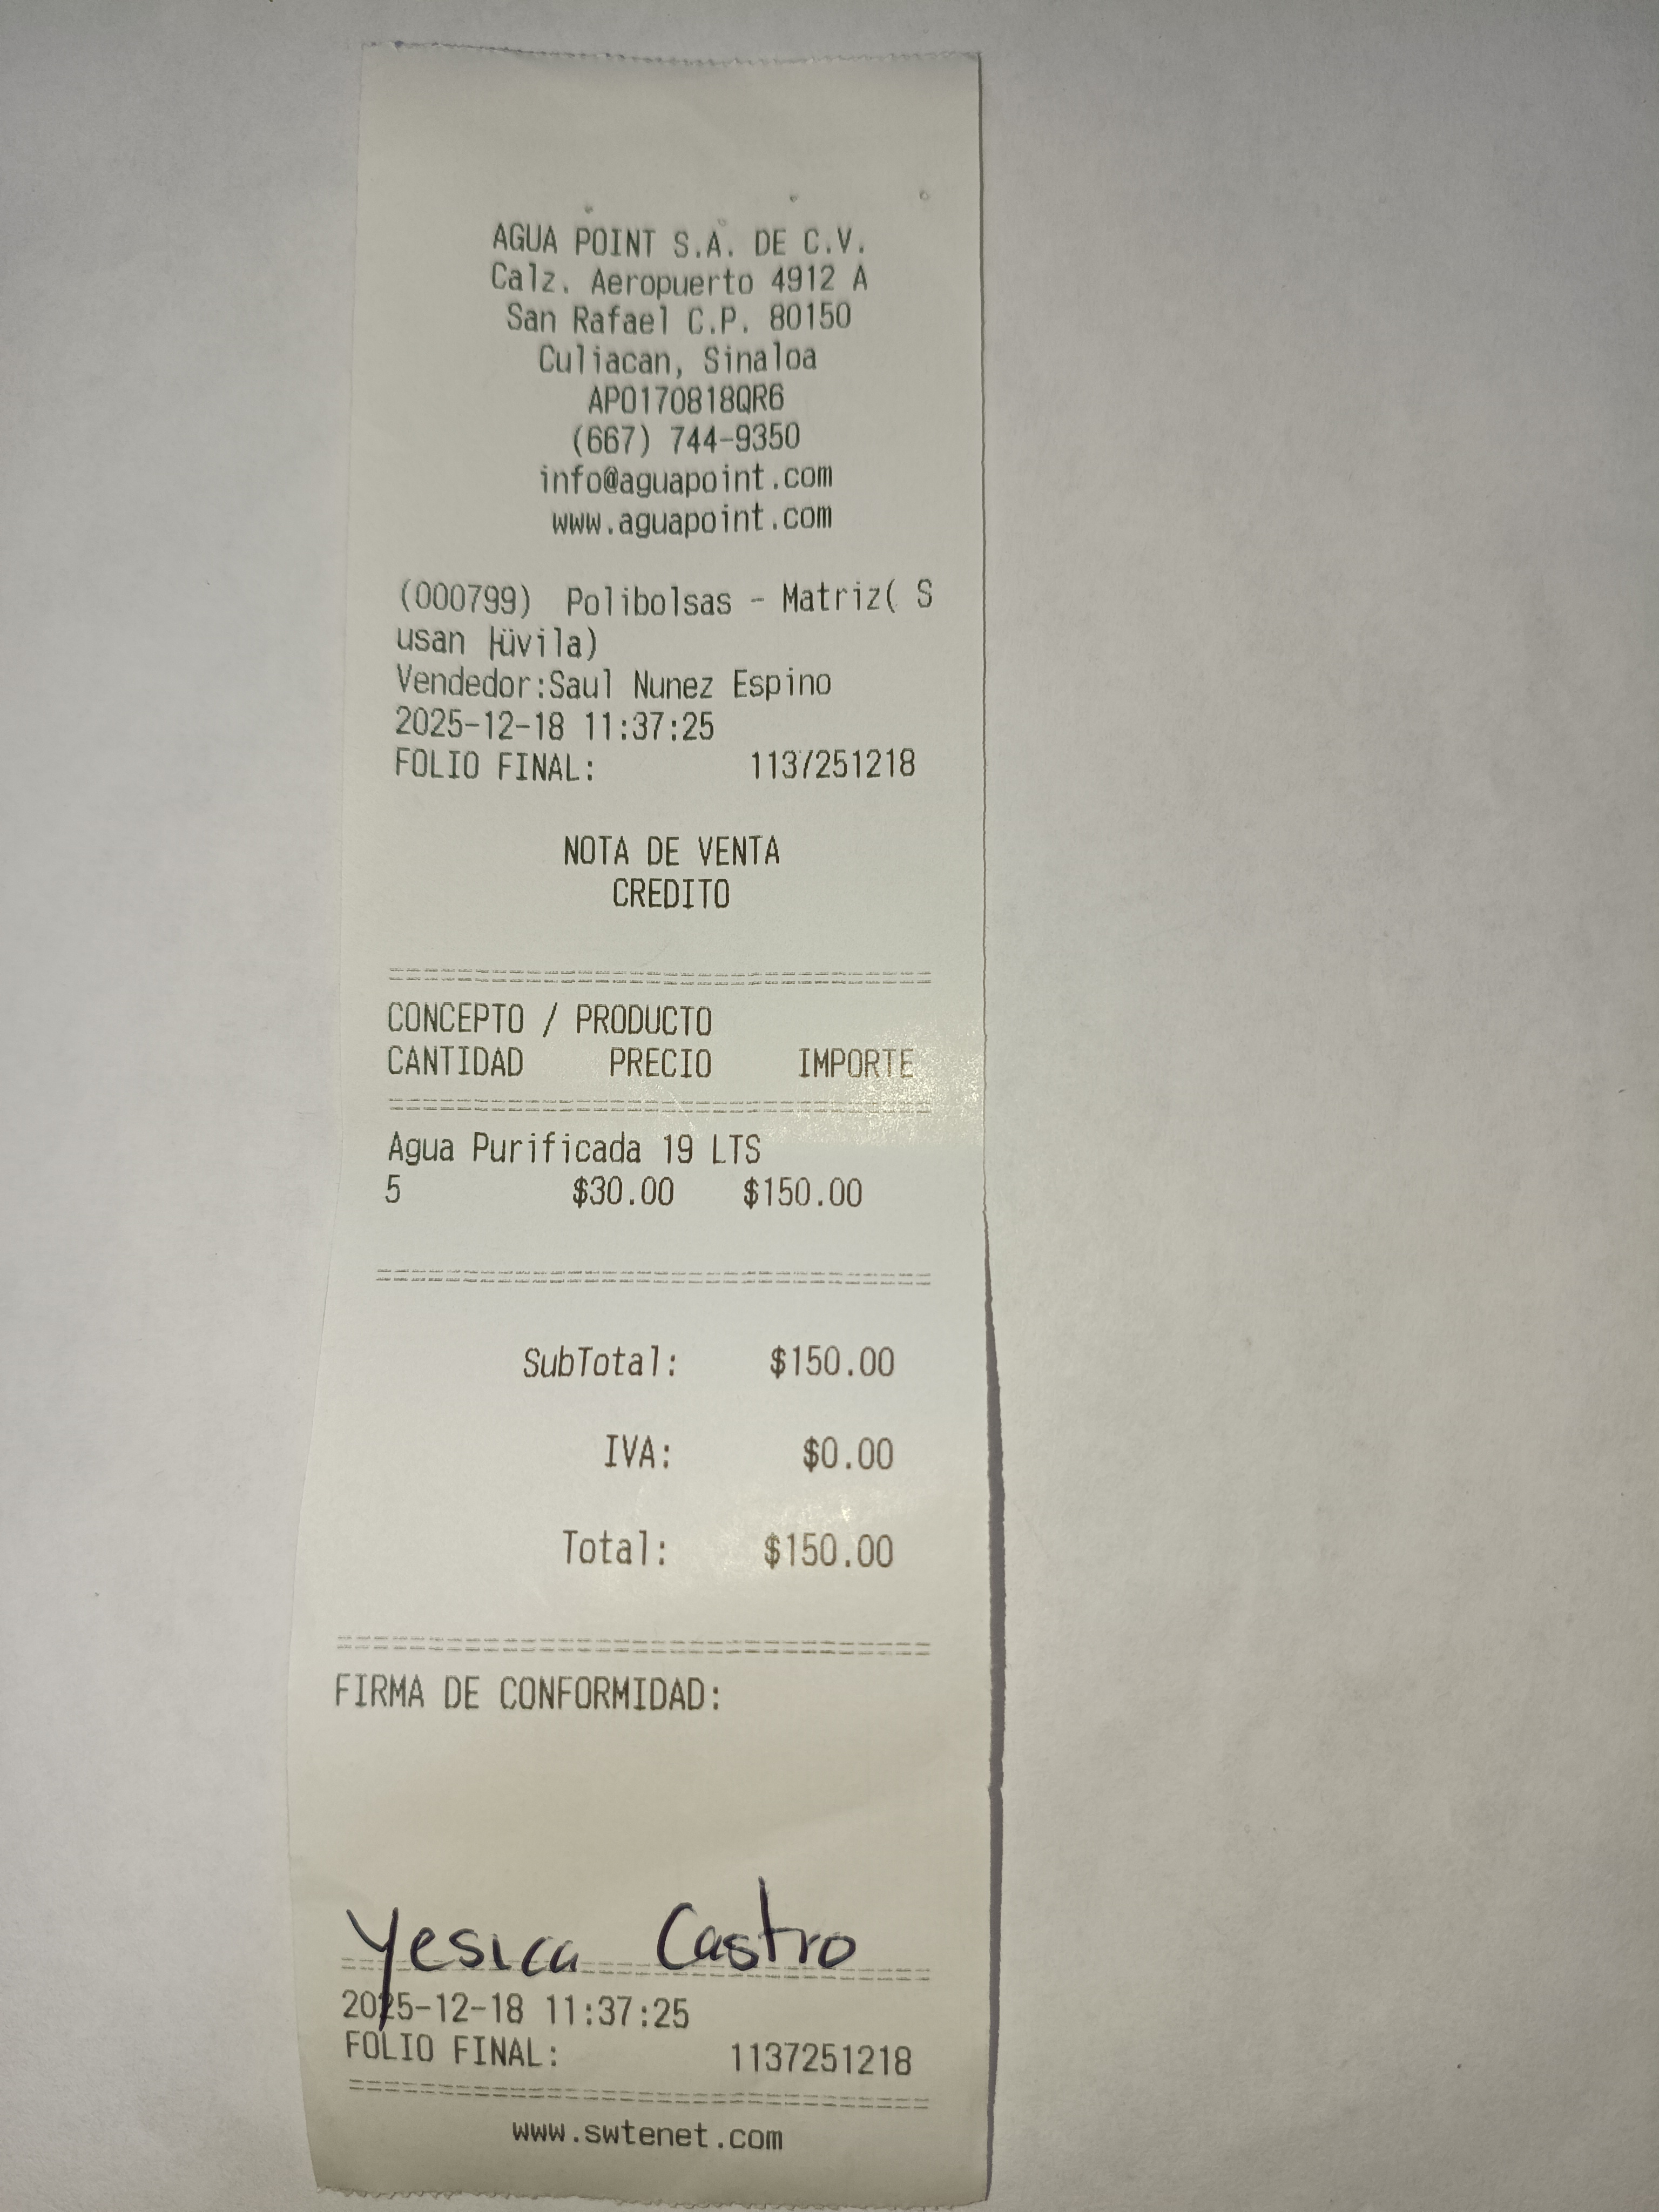 AGUA POINT S.A. DE C.V.
Calz. Aeropuerto 4912 A
San Rafael C.P. 80150
Culiacan, Sinaloa
APO170818QR6
(667) 744-9350
info@aguapoint.com
www.aguapoint.com
(000799) Polibolsas - Matriz( S
usan ├üvila)
Vendedor:Saul Nunez Espino
2025-12-18 11:37:25
FOLIO FINAL: 1137251218
NOTA DE VENTA
CREDITO
CONCEPTO / PRODUCTO
CANTIDAD PRECIO IMPORTE
Agua Purificada 19 LTS
5 $30.00 $150.00
SubTotal: $150.00
IVA: $0.00
Total: $150.00
FIRMA DE CONFORMIDAD:
Yesica Castro
2025-12-18 11:37:25
FOLIO FINAL: 1137251218
www.swtenet.com